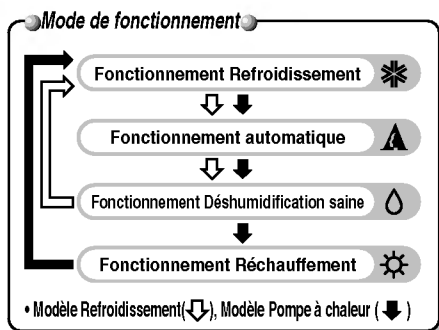 Mode de fonctionnement
Fonctionnement Refroidissement
Fonctionnement automatique
Fonctionnement Déshumidification saine
Fonctionnement Réchauffement
• Modèle Refroidissement(⇩), Modèle Pompe à chaleur (⬇)